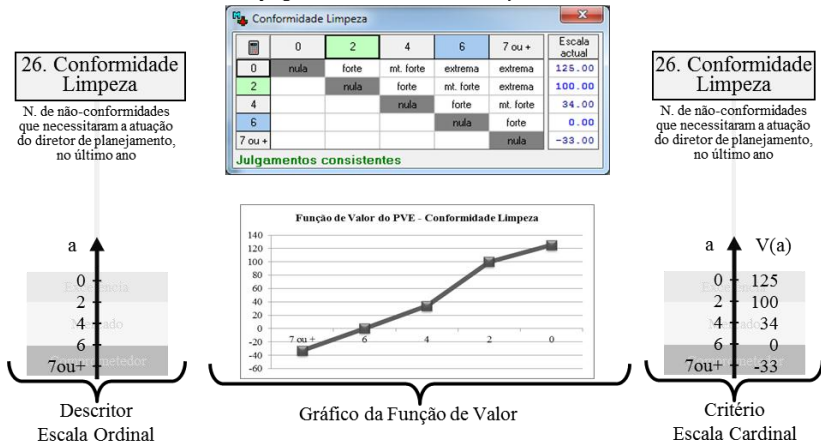 Conformidade Limpeza
0 2 4 6 7 ou + Escala actual
0 nula forte mt. forte extrema extrema 125.00
2 nula forte mt. forte extrema 100.00
4 nula forte mt. forte 34.00
6 nula forte 0.00
7 ou + nula -33.00
Julgamentos consistentes
26. Conformidade
Limpeza
N. de não-conformidades
que necessitaram a atuação
do diretor de planejamento,
no último ano
a
0
Excelência
2
4
Mercado
6
7ou+
Comprometedor
Descritor
Escala Ordinal
Função de Valor do PVE - Conformidade Limpeza
140
120
100
80
60
40
20
0
-20
-40
-60
7 ou + 6 4 2 0
Gráfico da Função de Valor
26. Conformidade
Limpeza
N. de não-conformidades
que necessitaram a atuação
do diretor de planejamento,
no último ano
a V(a)
0 125
2 100
4 34
6 0
7ou+ -33
Critério
Escala Cardinal